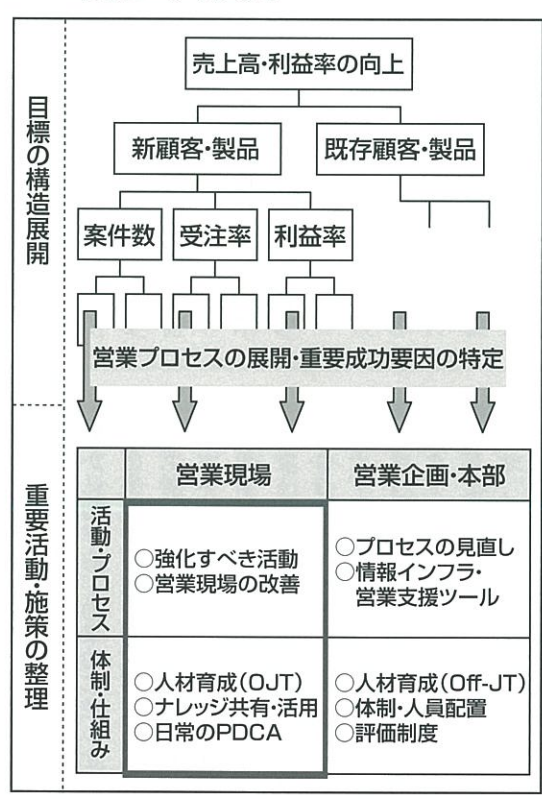 目標の構造展開
売上高・利益率の向上
新顧客・製品
既存顧客・製品
案件数
受注率
利益率
営業プロセスの展開・重要成功要因の特定
重要活動・施策の整理
営業現場
営業企画・本部
活動・プロセス
○強化すべき活動
○営業現場の改善
○プロセスの見直し
○情報インフラ・
営業支援ツール
体制・仕組み
○人材育成(OJT)
○ナレッジ共有・活用
○日常のPDCA
○人材育成(Off-JT)
○体制・人員配置
○評価制度